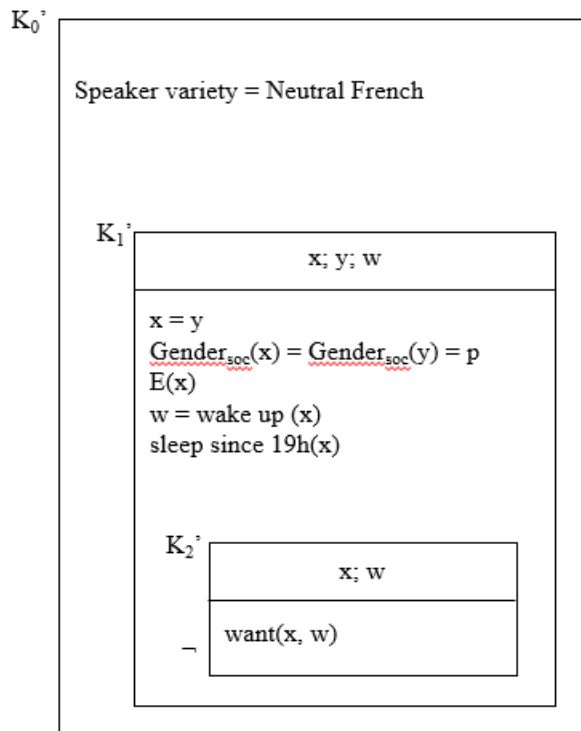 K₀’
Speaker variety = Neutral French
K₁’
x; y; w
x = y
Genderₛₒc(x) = Genderₛₒc(y) = p
E(x)
w = wake up (x)
sleep since 19h(x)
K₂’
x; w
¬ want(x, w)